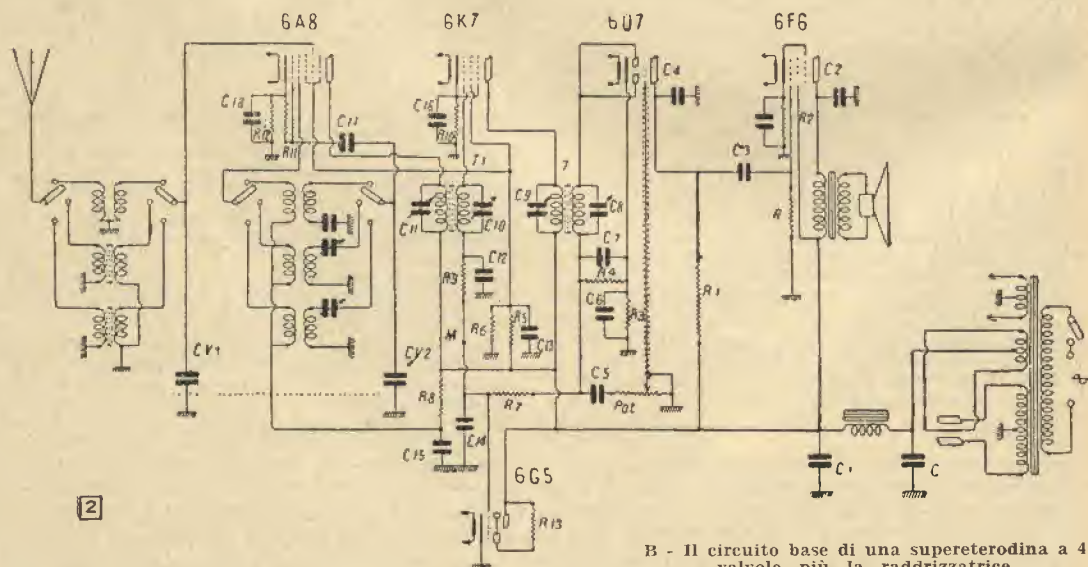 6A8
6K7
6Q7
6F6
C13
R12
R11
C11
C16
R10
C4
C2
R2
T1
T
C3
C11
C10
C9
C8
C7
R4
C6
R3
R1
R
R3
C12
R6
R5
C13
M
CV1
CV2
R8
R7
C5
Pot
C15
C14
C1
C
6G5
R13
2
B - Il circuito base di una supereterodina a 4
valvole più la raddrizzatrice